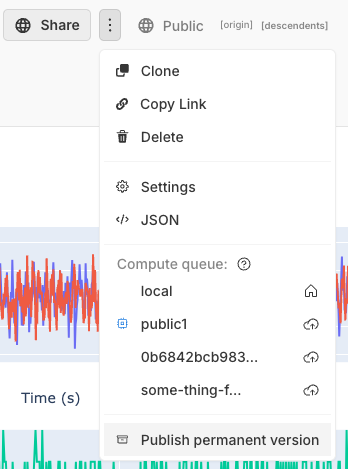 Share
Public [origin] [descendents]
Clone
Copy Link
Delete
Settings
JSON
Compute queue:
local
public1
0b6842bcb983...
some-thing-f...
Time (s)
Publish permanent version